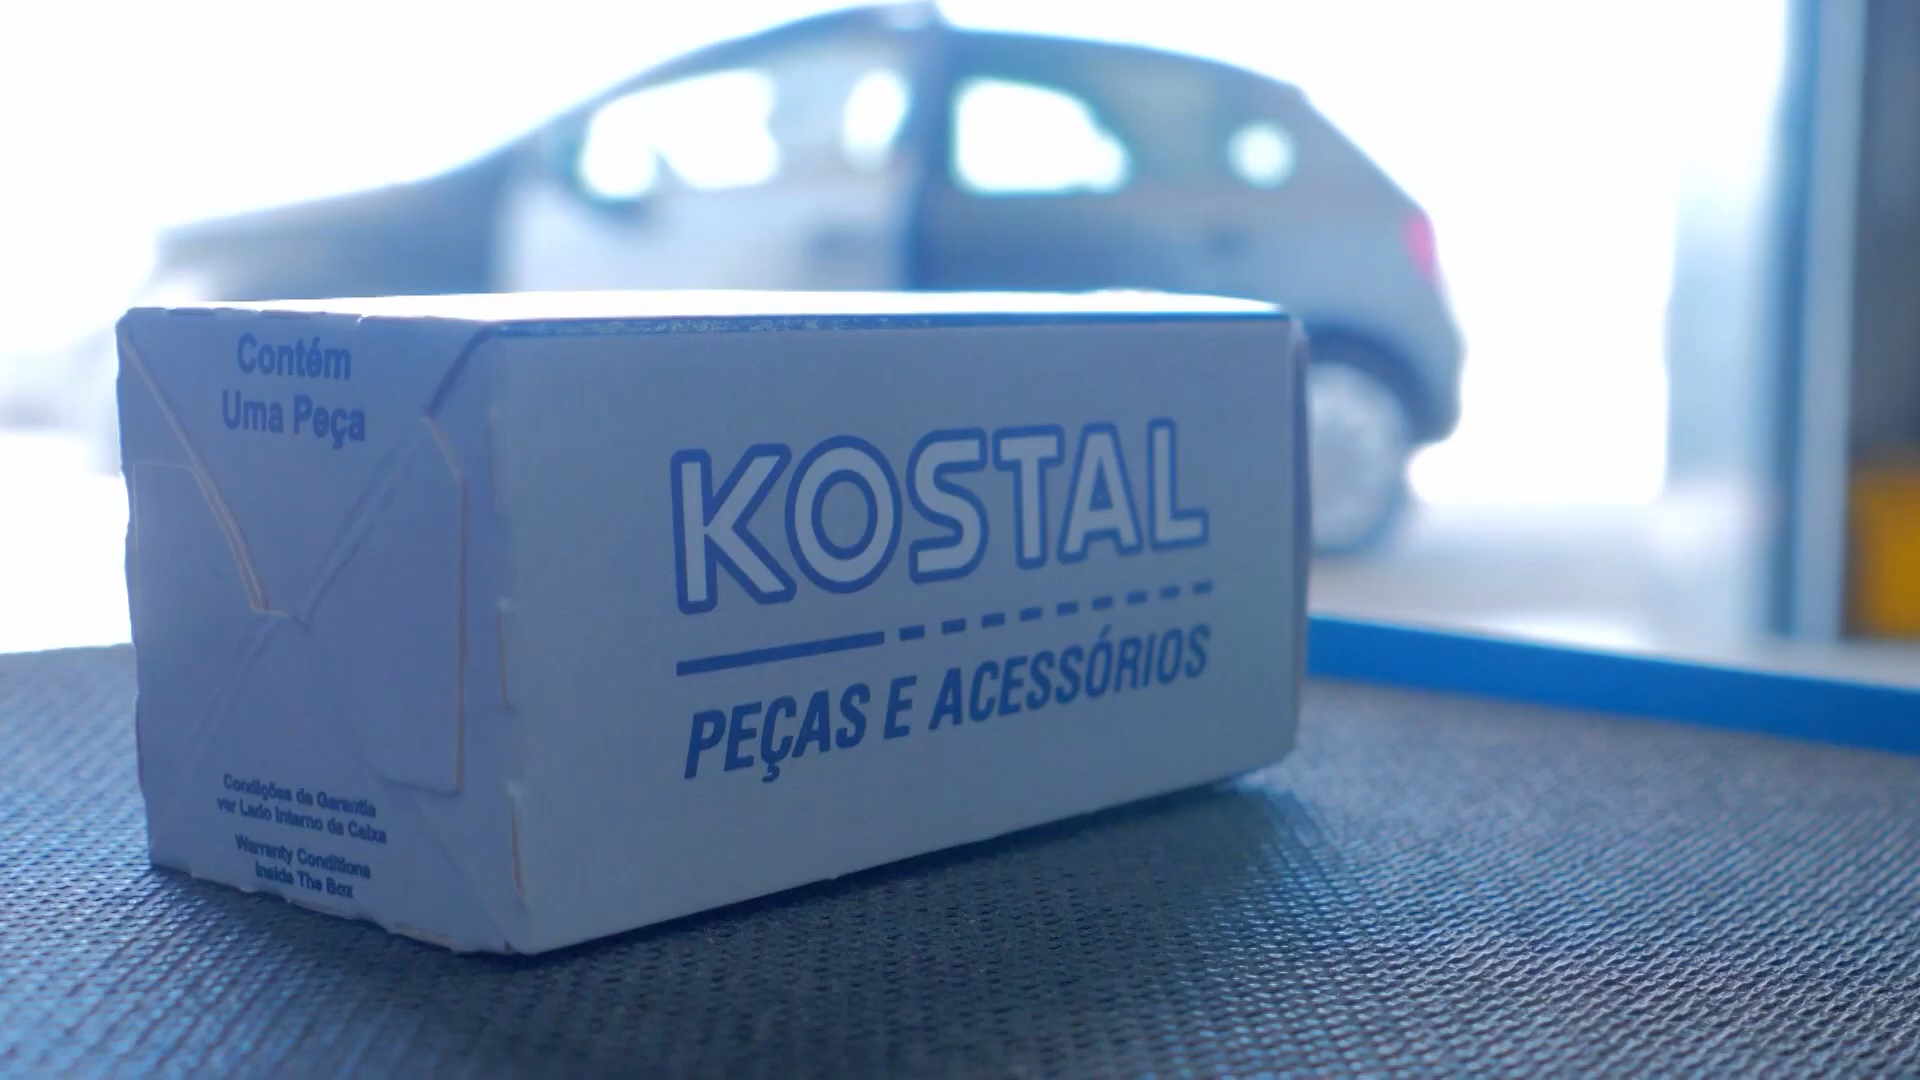 Contém
Uma Peça
KOSTAL
PEÇAS E ACESSÓRIOS
Condições de Garantia
ver Lado Interno da Caixa
Warranty Conditions
Inside The Box